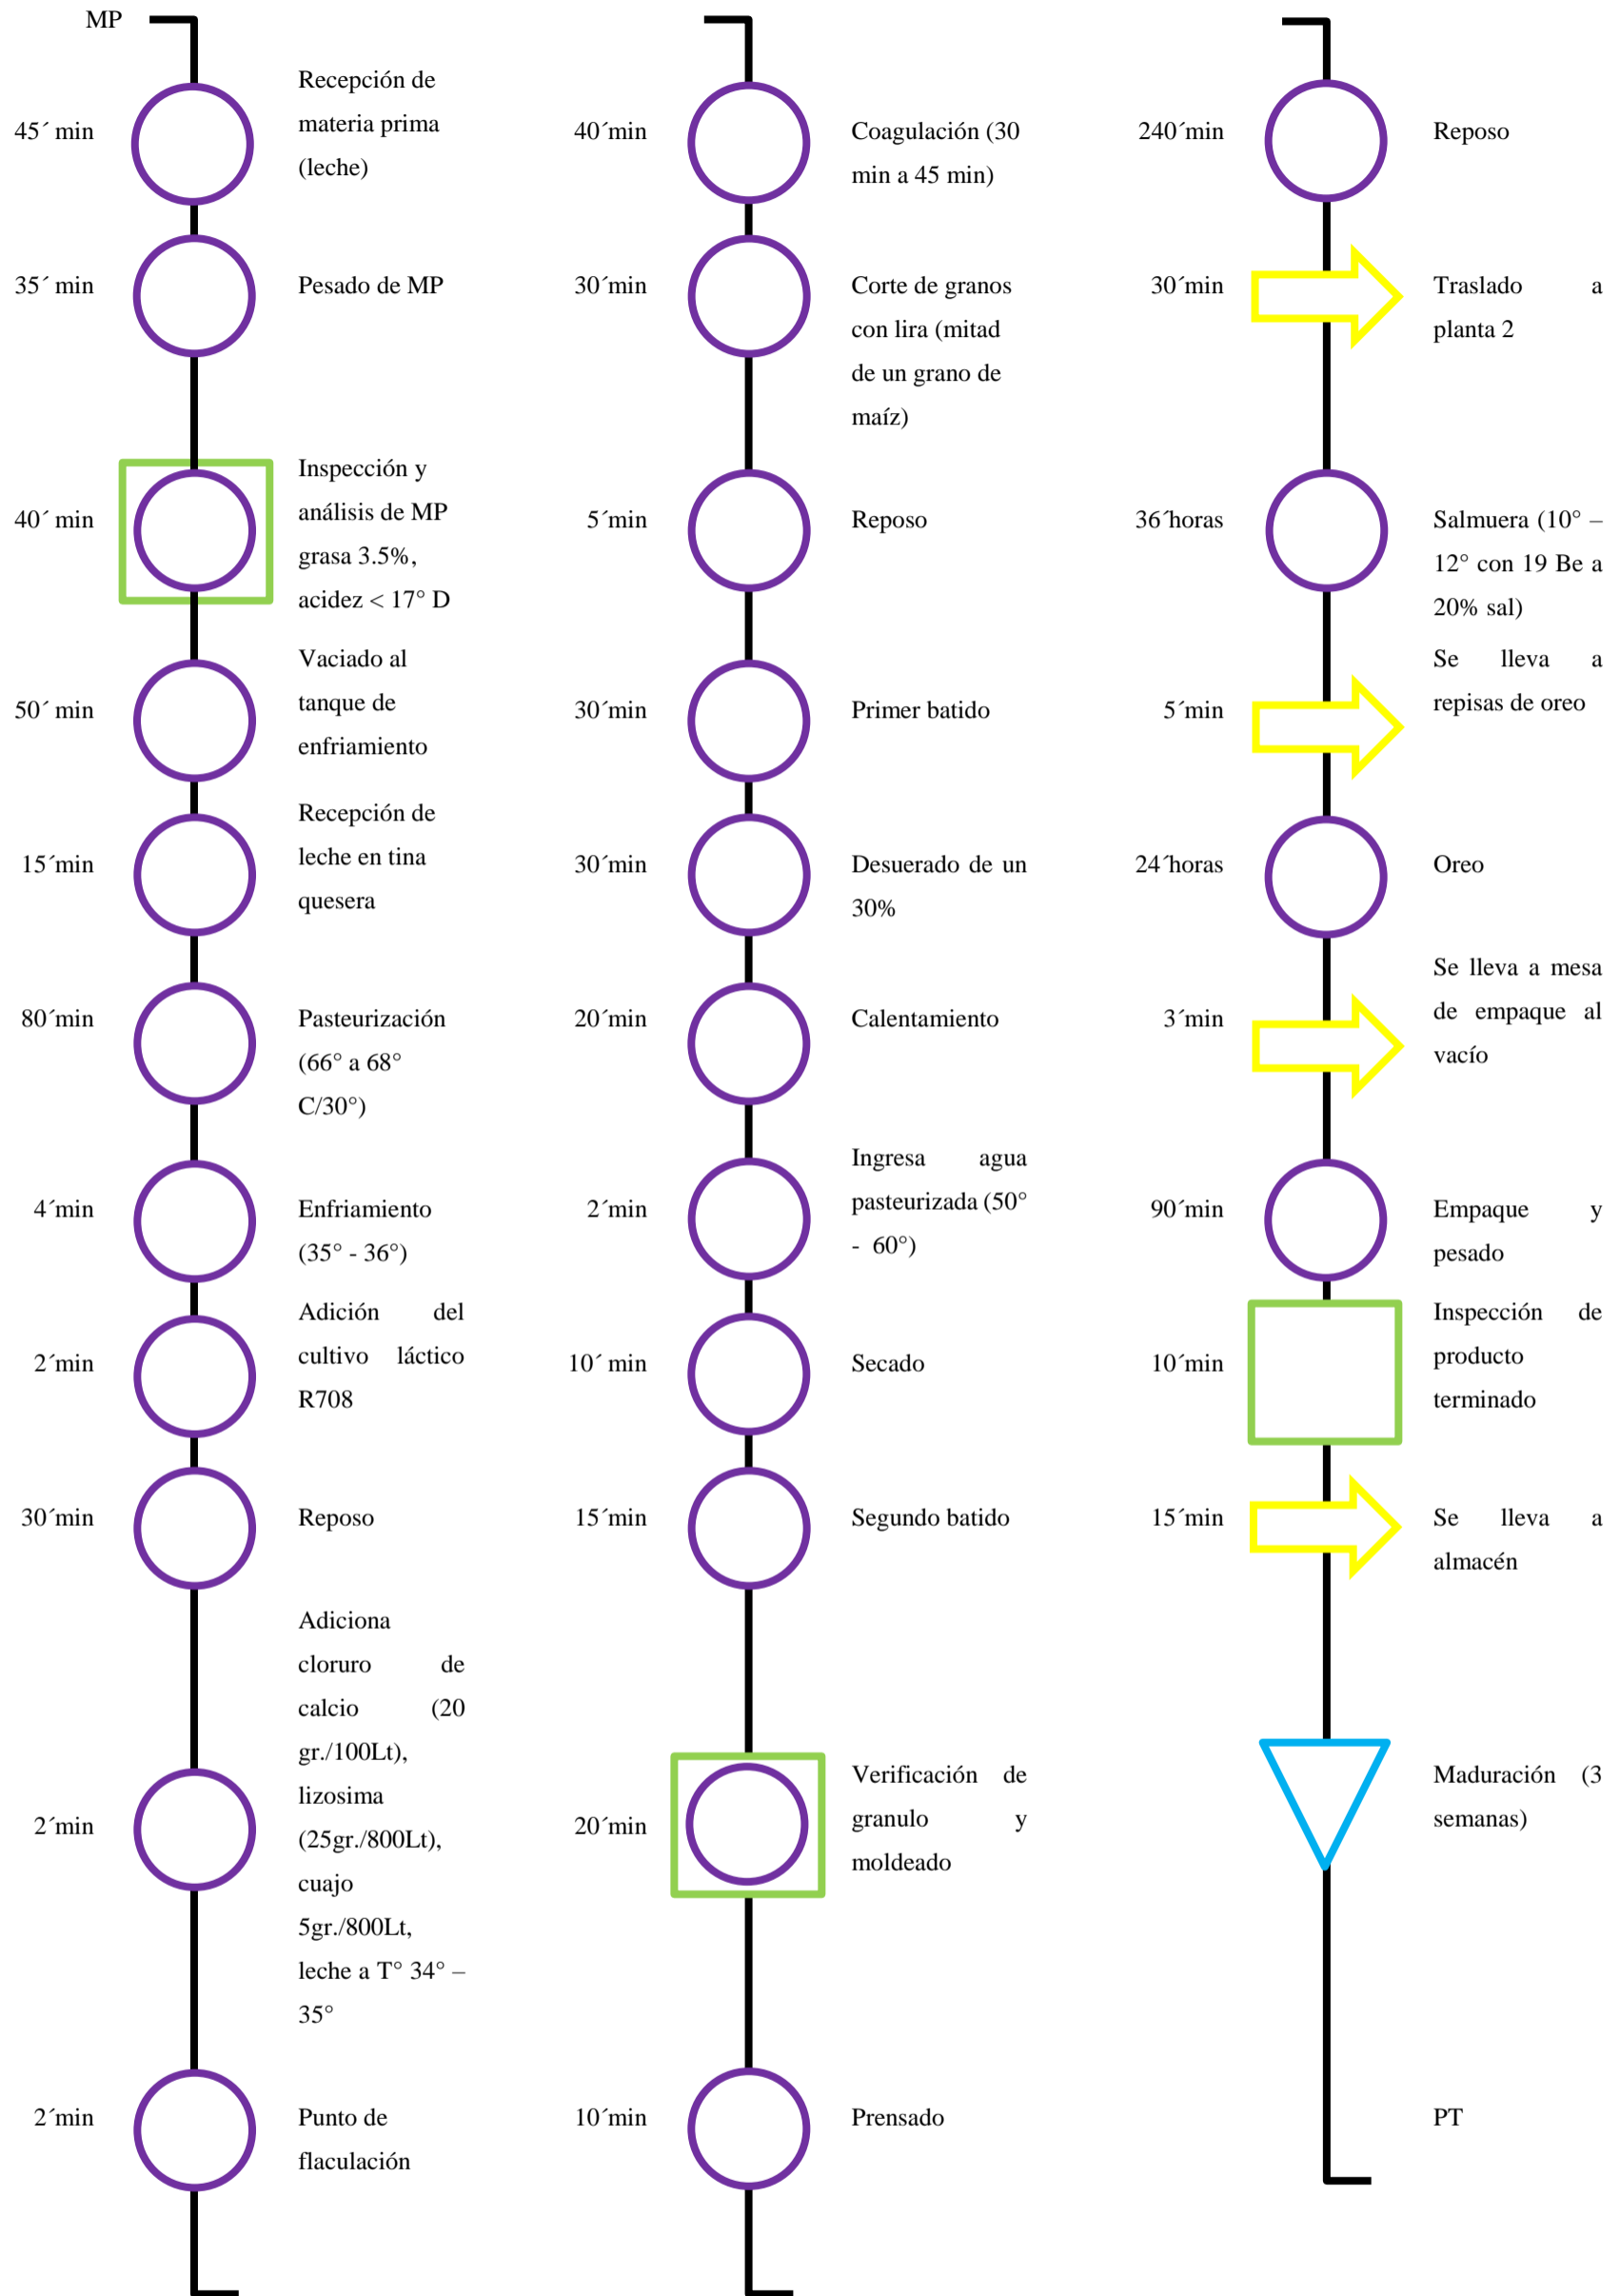 MP
45´ min
Recepción de
materia prima
(leche)
35´ min
Pesado de MP
40´ min
Inspección y
análisis de MP
grasa 3.5%,
acidez < 17° D
50´ min
Vaciado al
tanque de
enfriamiento
15´min
Recepción de
leche en tina
quesera
80´min
Pasteurización
(66° a 68°
C/30°)
4´min
Enfriamiento
(35° - 36°)
2´min
Adición del
cultivo láctico
R708
30´min
Reposo
2´min
Adiciona
cloruro de
calcio (20
gr./100Lt),
lizosima
(25gr./800Lt),
cuajo
5gr./800Lt,
leche a T° 34° –
35°
2´min
Punto de
flaculación
40´min
Coagulación (30
min a 45 min)
30´min
Corte de granos
con lira (mitad
de un grano de
maíz)
5´min
Reposo
30´min
Primer batido
30´min
Desuerado de un
30%
20´min
Calentamiento
2´min
Ingresa agua
pasteurizada (50°
- 60°)
10´ min
Secado
15´min
Segundo batido
20´min
Verificación de
granulo y
moldeado
10´min
Prensado
240´min
Reposo
30´min
Traslado a
planta 2
36´horas
Salmuera (10° –
12° con 19 Be a
20% sal)
5´min
Se lleva a
repisas de oreo
24´horas
Oreo
3´min
Se lleva a mesa
de empaque al
vacío
90´min
Empaque y
pesado
10´min
Inspección de
producto
terminado
15´min
Se lleva a
almacén
Maduración (3
semanas)
PT